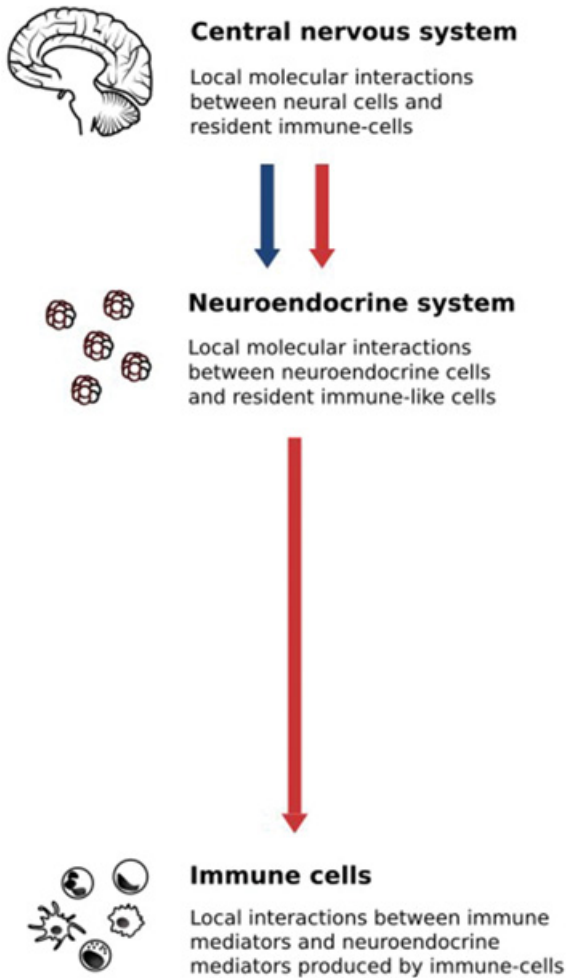 Central nervous system
Local molecular interactions
between neural cells and
resident immune-cells
Neuroendocrine system
Local molecular interactions
between neuroendocrine cells
and resident immune-like cells
Immune cells
Local interactions between immune
mediators and neuroendocrine
mediators produced by immune-cells